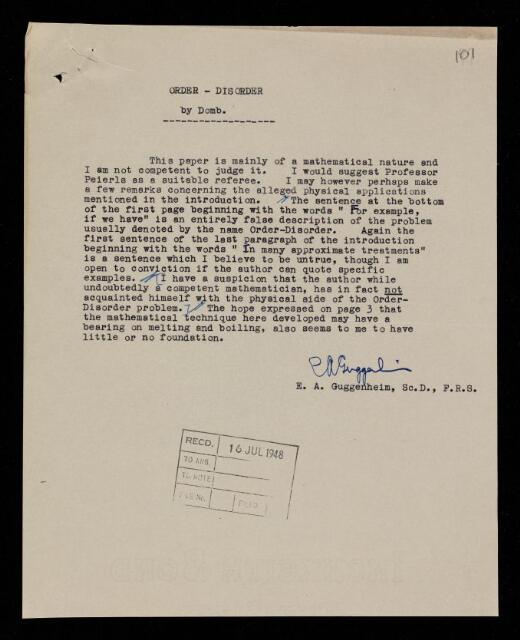 101
ORDER - DISORDER
by Domb.
This paper is mainly of a mathematical nature and
I am not competent to judge it. I would suggest Professor
Peierls as a suitable referee. I may however perhaps make
a few remarks concerning the alleged physical applications
mentioned in the introduction. The sentence at the bottom
of the first page beginning with the words " For example,
if we have" is an entirely false description of the problem
usually denoted by the name Order-Disorder. Again the
first sentence of the last paragraph of the introduction
beginning with the words " In many approximate treatments"
is a sentence which I believe to be untrue, though I am
open to conviction if the author can quote specific
examples. I have a suspicion that the author while
undoubtedly a competent mathematician, has in fact not
acquainted himself with the physical side of the Order-
Disorder problem. The hope expressed on page 3 that
the mathematical technique here developed may have a
bearing on melting and boiling, also seems to me to have
little or no foundation.
EA Guggenheim
E. A. Guggenheim, Sc.D., F.R.S.
RECD. 16 JUL 1948
TO ANS.
TO NOTE
FILE No.